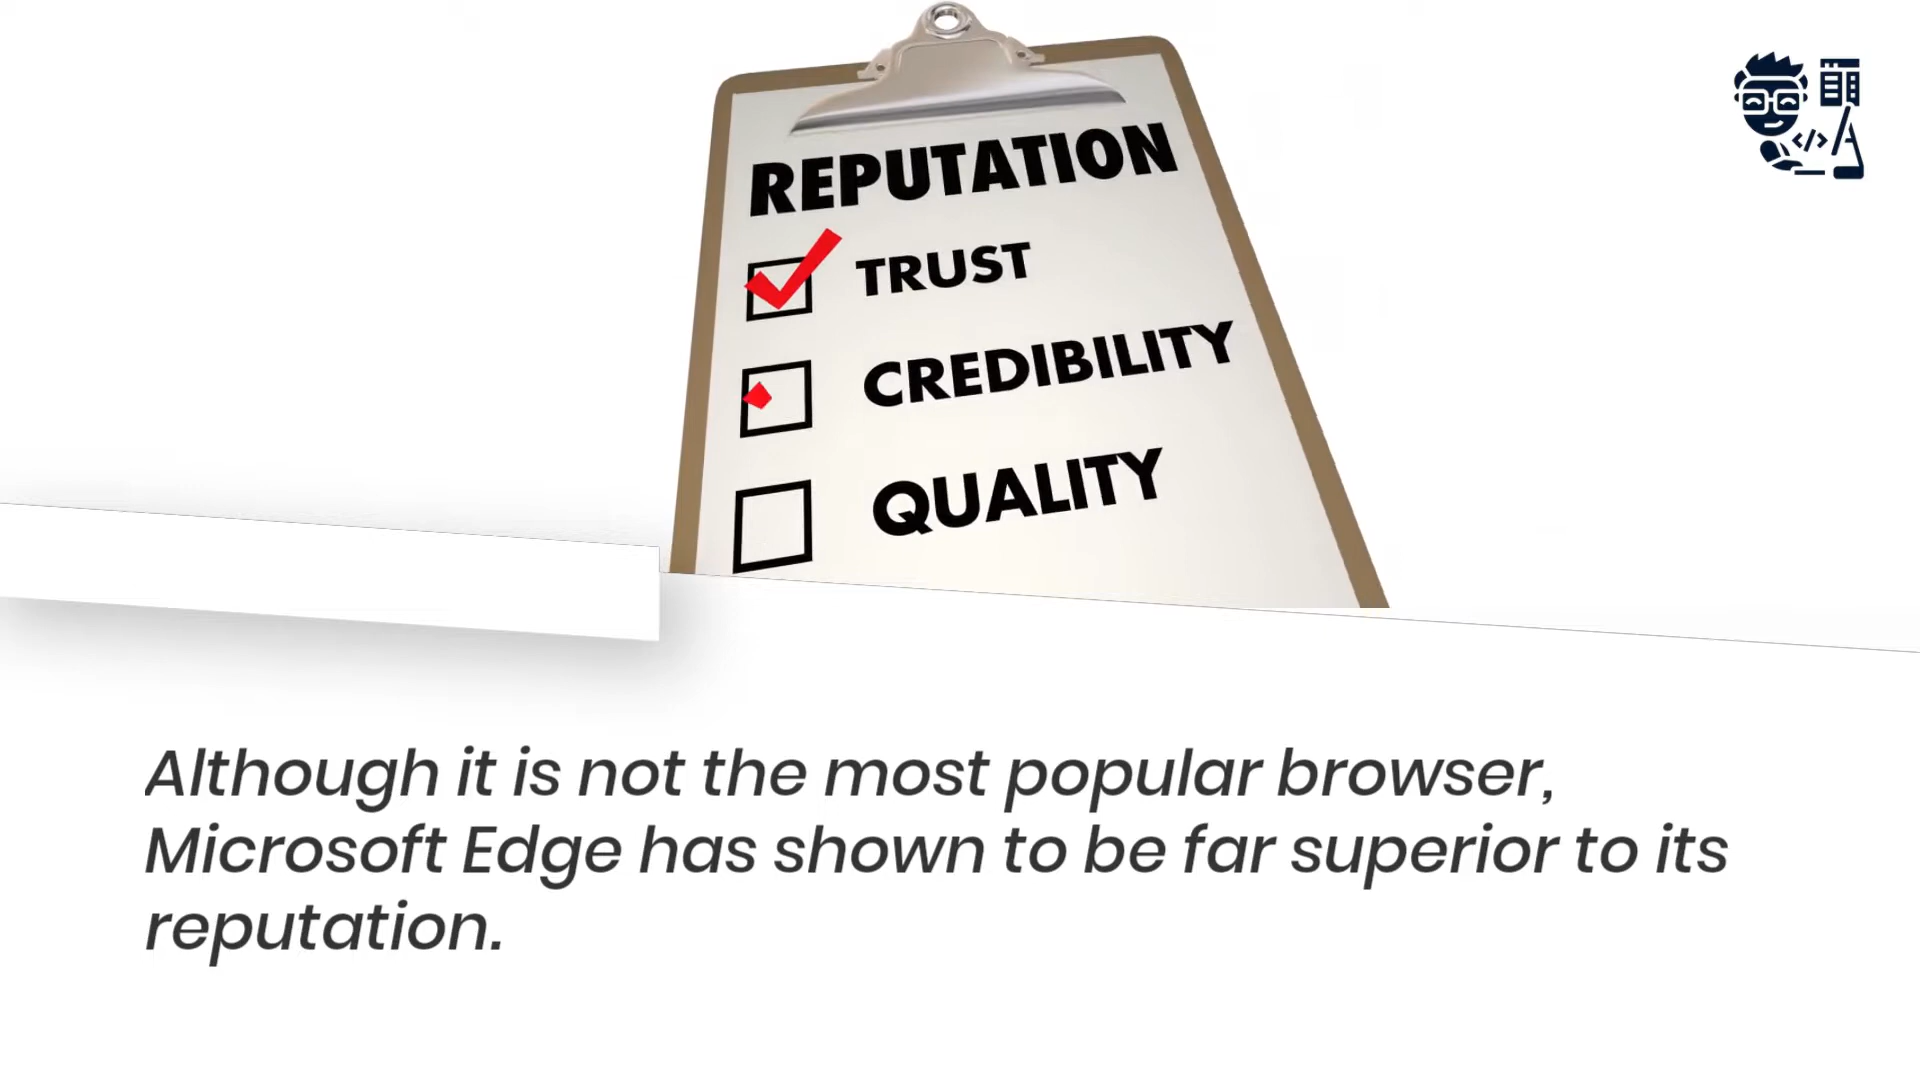 REPUTATION
TRUST
CREDIBILITY
QUALITY
Although it is not the most popular browser,
Microsoft Edge has shown to be far superior to its
reputation.